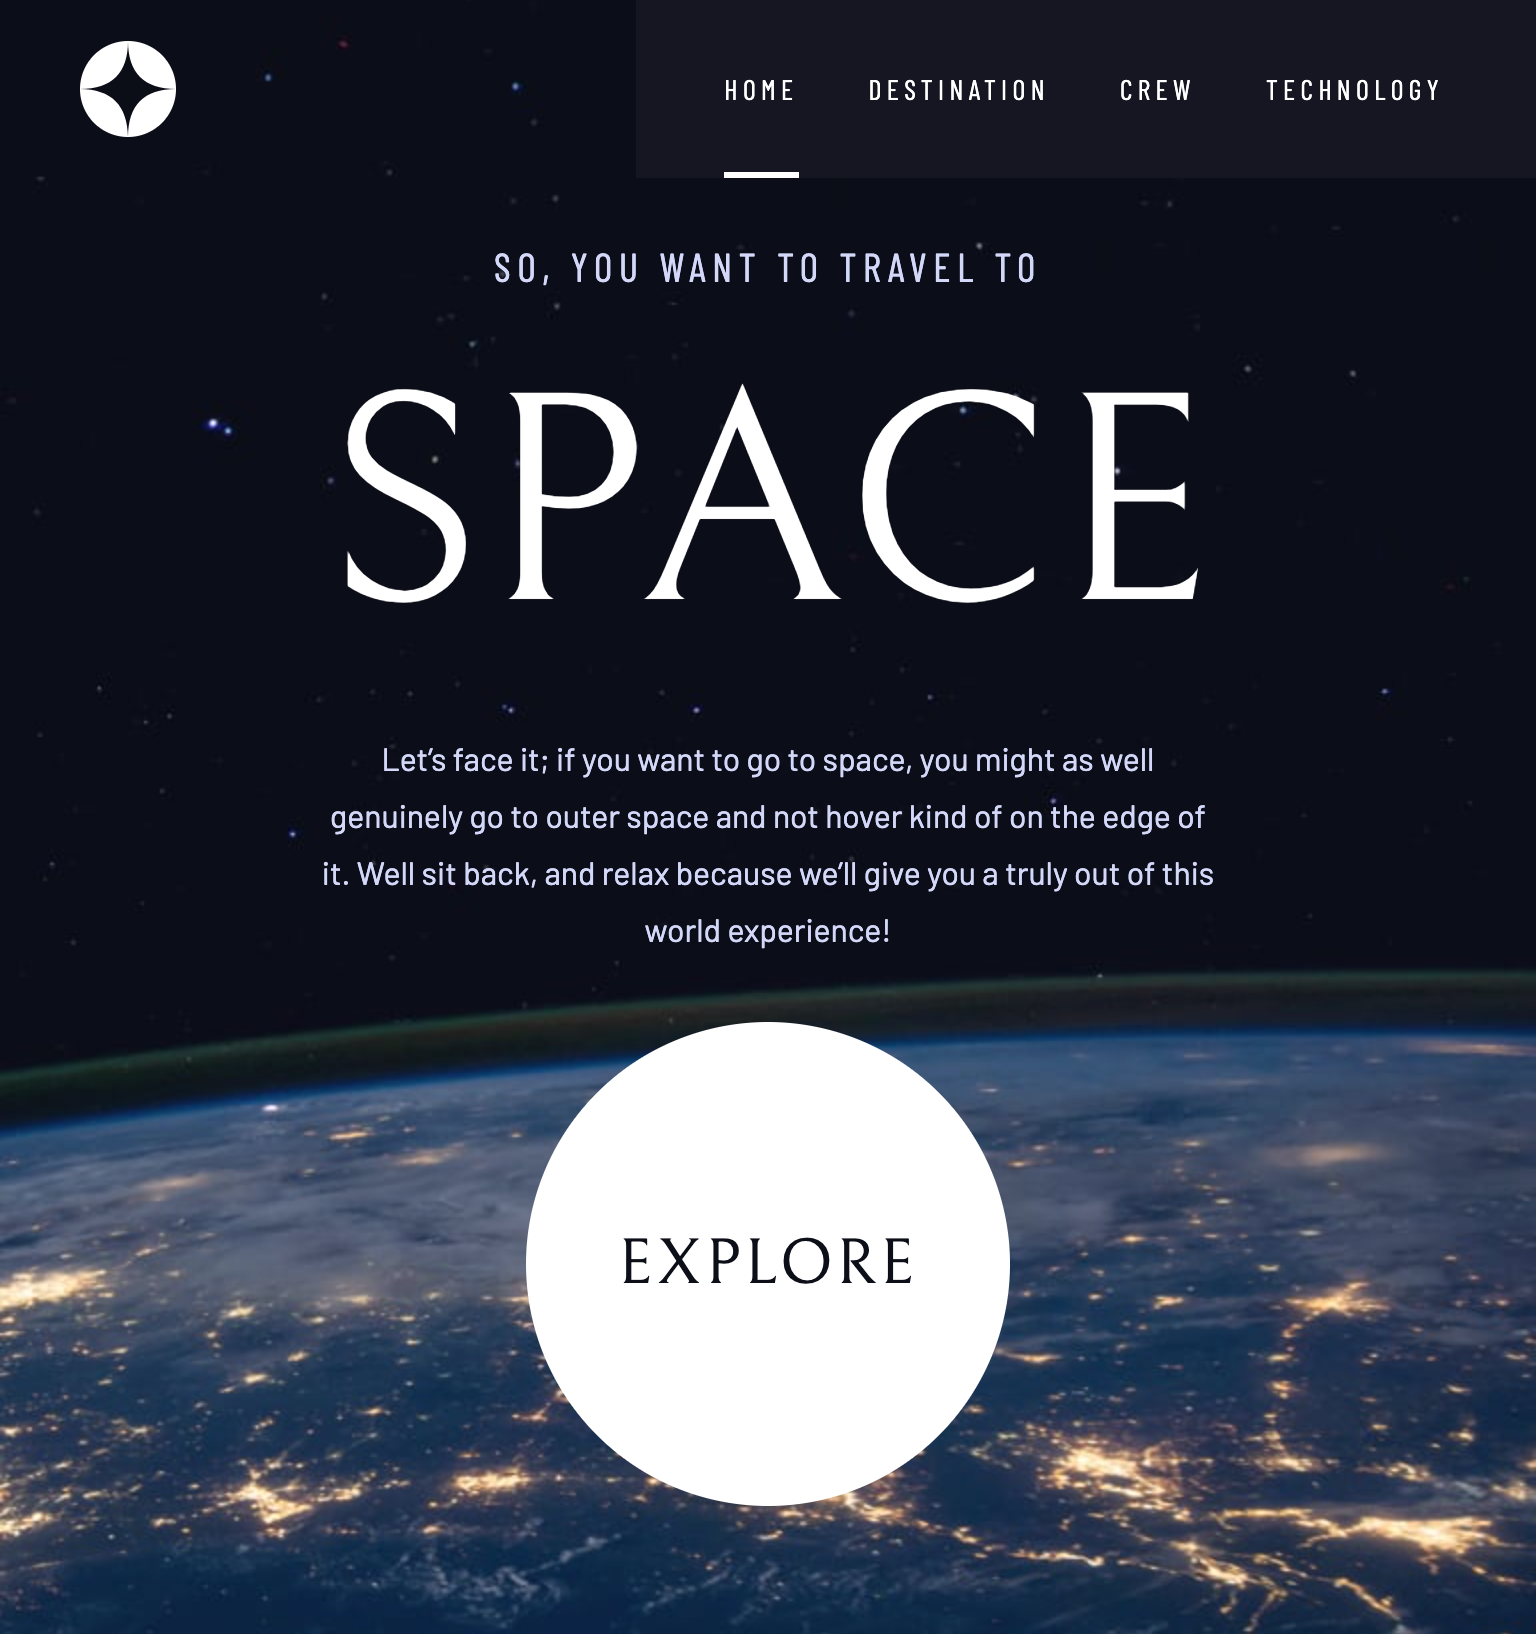 HOME DESTINATION CREW TECHNOLOGY
SO, YOU WANT TO TRAVEL TO
SPACE
Let’s face it; if you want to go to space, you might as well
genuinely go to outer space and not hover kind of on the edge of
it. Well sit back, and relax because we’ll give you a truly out of this
world experience!
EXPLORE